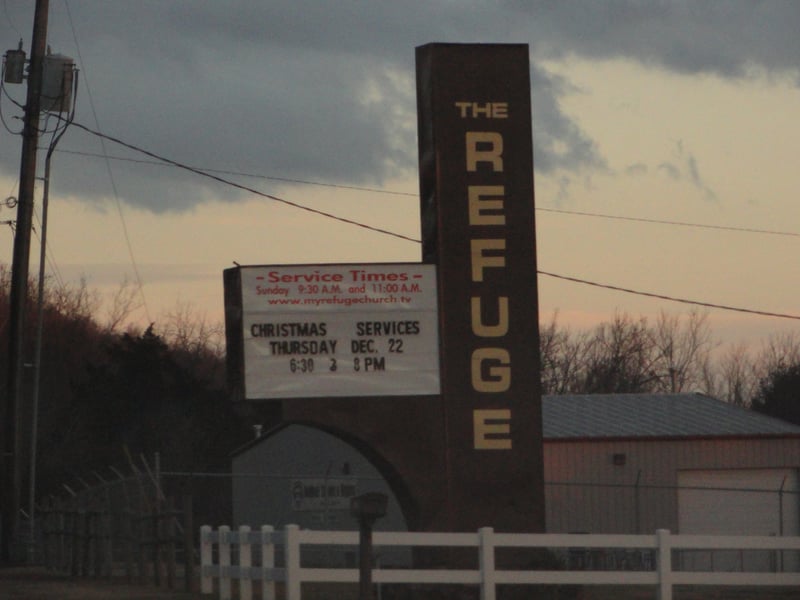 THE
REFUGE
- Service Times -
Sunday 9:30 A.M. and 11:00 A.M.
www.myrefugechurch.tv
CHRISTMAS SERVICES
THURSDAY DEC. 22
6:30 & 8 PM